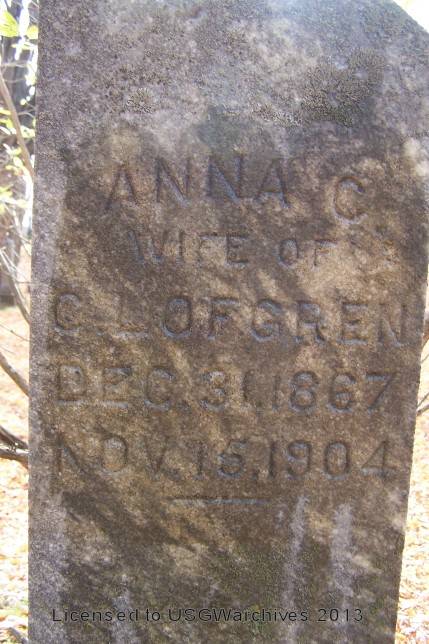 ANNA C
WIFE OF
C. LOFGREN
DEC. 31. 1867
NOV. 15. 1904
Licensed to USGWarchives 2013